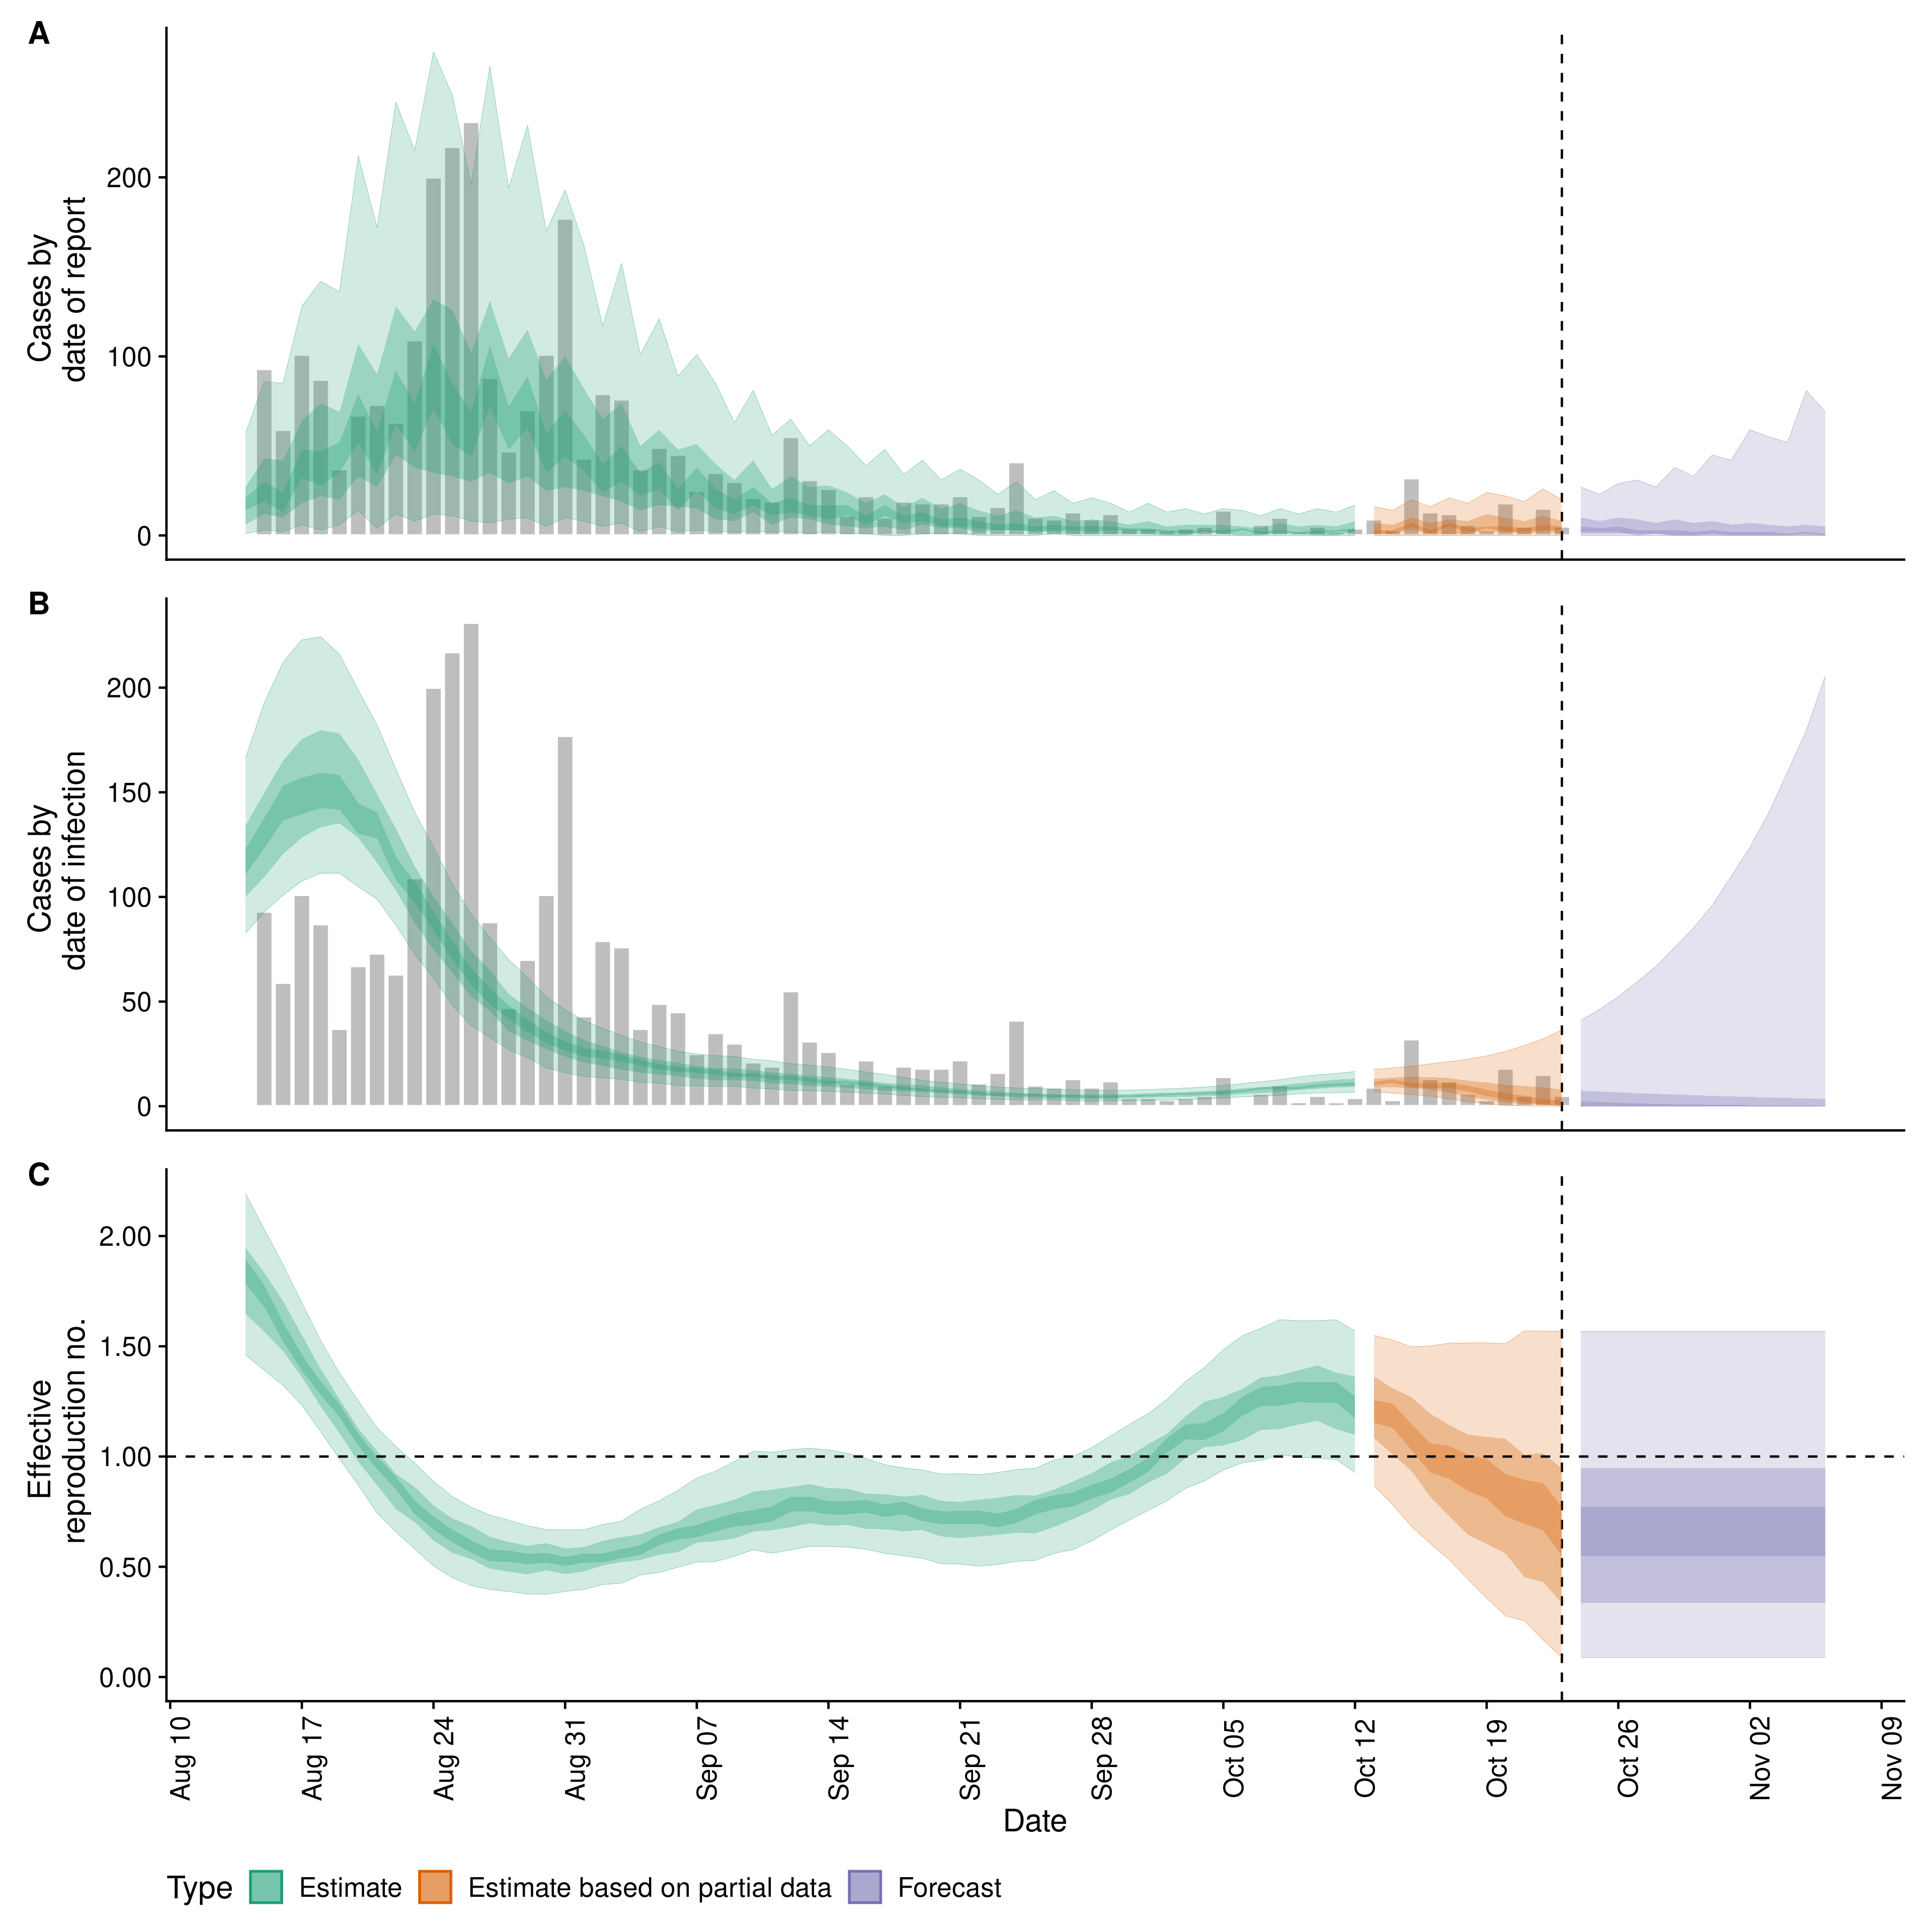 A
Cases by
date of report
200
100
0
B
Cases by
date of infection
200
150
100
50
0
C
Effective
reproduction no.
2.00
1.50
1.00
0.50
0.00
Aug 10
Aug 17
Aug 24
Aug 31
Sep 07
Sep 14
Sep 21
Sep 28
Oct 05
Oct 12
Oct 19
Oct 26
Nov 02
Nov 09
Date
Type Estimate Estimate based on partial data Forecast